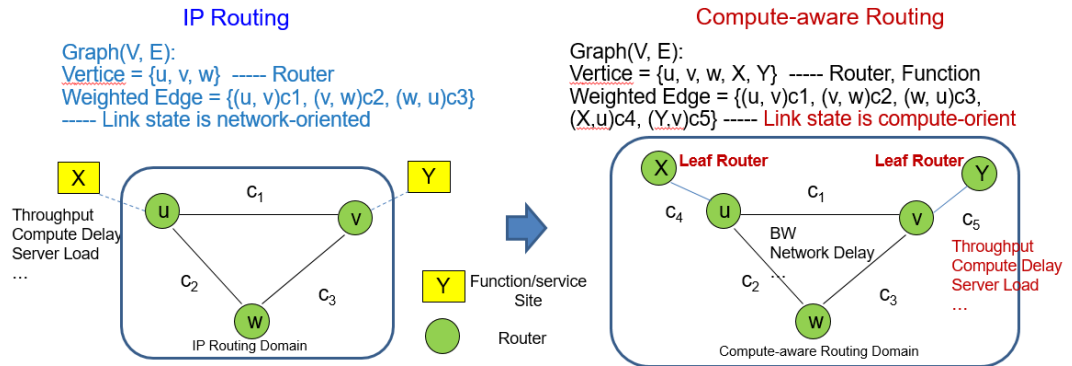 IP Routing
Graph(V, E):
Vertice = {u, v, w} ----- Router
Weighted Edge = {(u, v)c1, (v, w)c2, (w, u)c3}
----- Link state is network-oriented
X
Y
u
v
w
c1
c2
c3
Throughput
Compute Delay
Server Load
...
IP Routing Domain
Y
Function/service
Site
Router
Compute-aware Routing
Graph(V, E):
Vertice = {u, v, w, X, Y} ----- Router, Function
Weighted Edge = {(u, v)c1, (v, w)c2, (w, u)c3,
(X,u)c4, (Y,v)c5} ----- Link state is compute-orient
X
Leaf Router
Leaf Router
Y
c4
u
c1
v
c5
BW
Network Delay
...
c2
c3
w
Throughput
Compute Delay
Server Load
...
Compute-aware Routing Domain